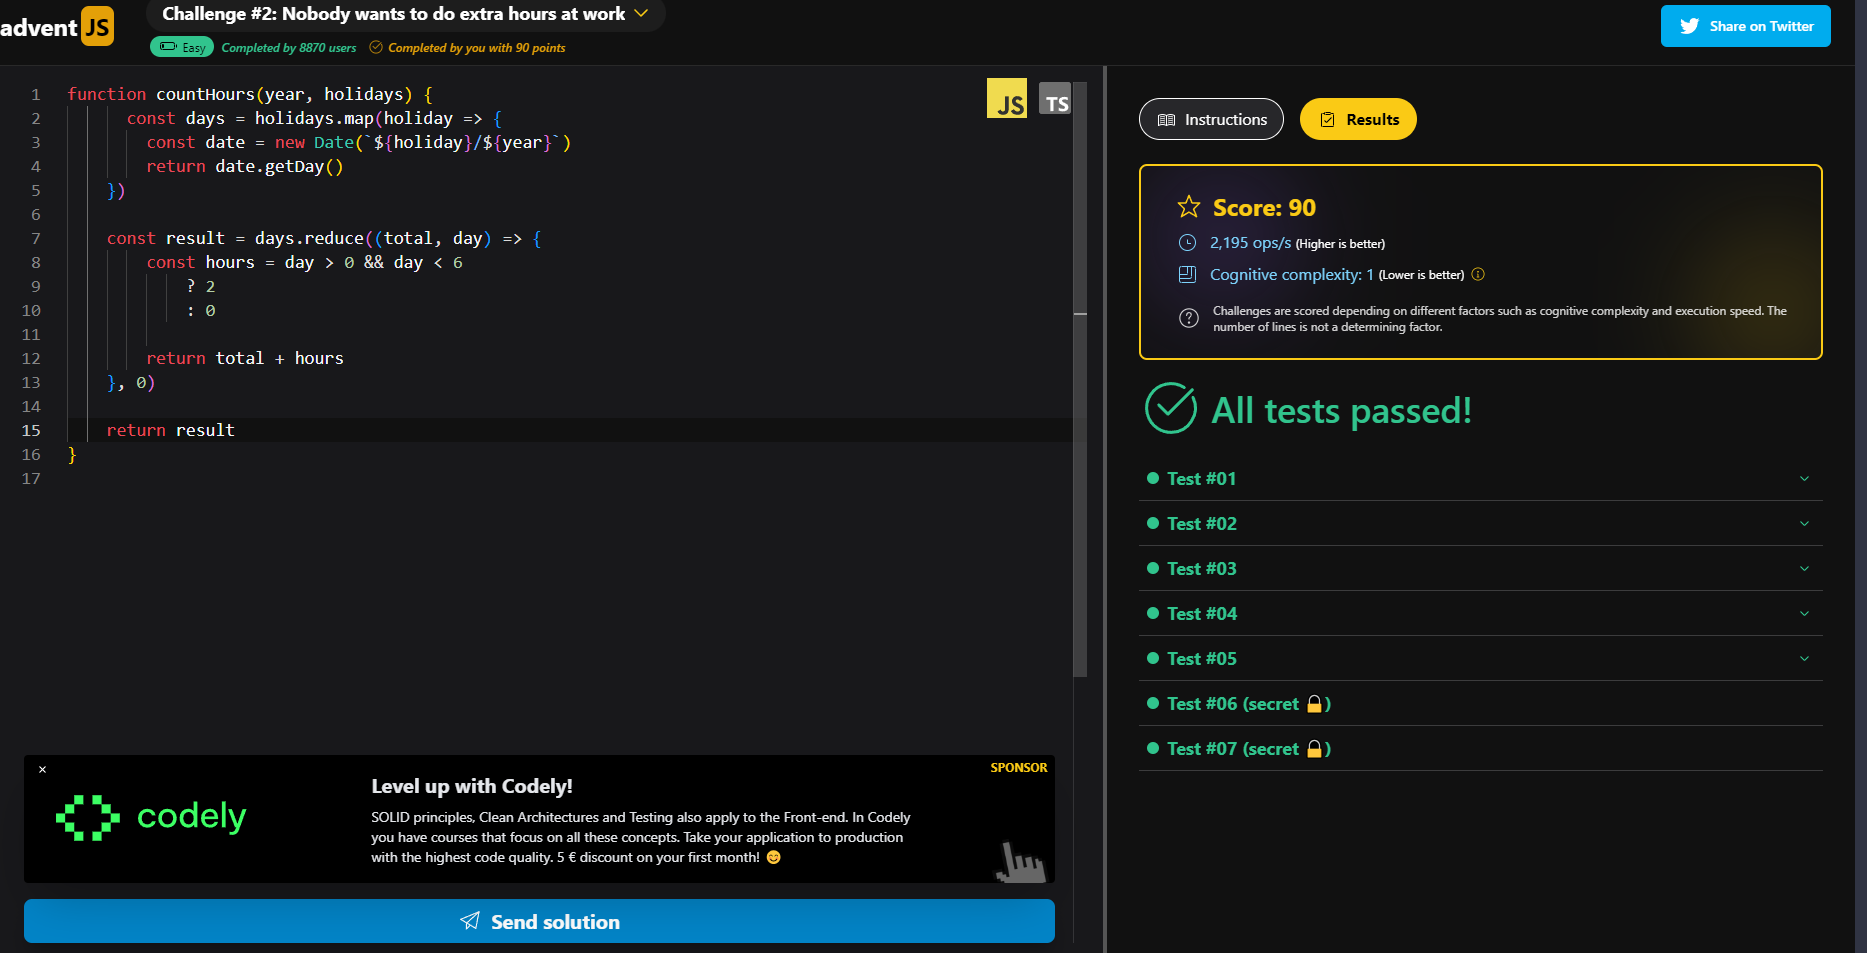 advent JS
Challenge #2: Nobody wants to do extra hours at work
Easy Completed by 8870 users Completed by you with 90 points
Share on Twitter
JS TS
1 function countHours(year, holidays) {
2 const days = holidays.map(holiday => {
3 const date = new Date(`${holiday}/${year}`)
4 return date.getDay()
5 })
6
7 const result = days.reduce((total, day) => {
8 const hours = day > 0 && day < 6
9 ? 2
10 : 0
11
12 return total + hours
13 }, 0)
14
15 return result
16 }
17
×
SPONSOR
codely
Level up with Codely!
SOLID principles, Clean Architectures and Testing also apply to the Front-end. In Codely
you have courses that focus on all these concepts. Take your application to production
with the highest code quality. 5 € discount on your first month! 😊
Send solution
Instructions Results
Score: 90
2,195 ops/s (Higher is better)
Cognitive complexity: 1 (Lower is better)
Challenges are scored depending on different factors such as cognitive complexity and execution speed. The
number of lines is not a determining factor.
All tests passed!
Test #01
Test #02
Test #03
Test #04
Test #05
Test #06 (secret 🔒)
Test #07 (secret 🔒)